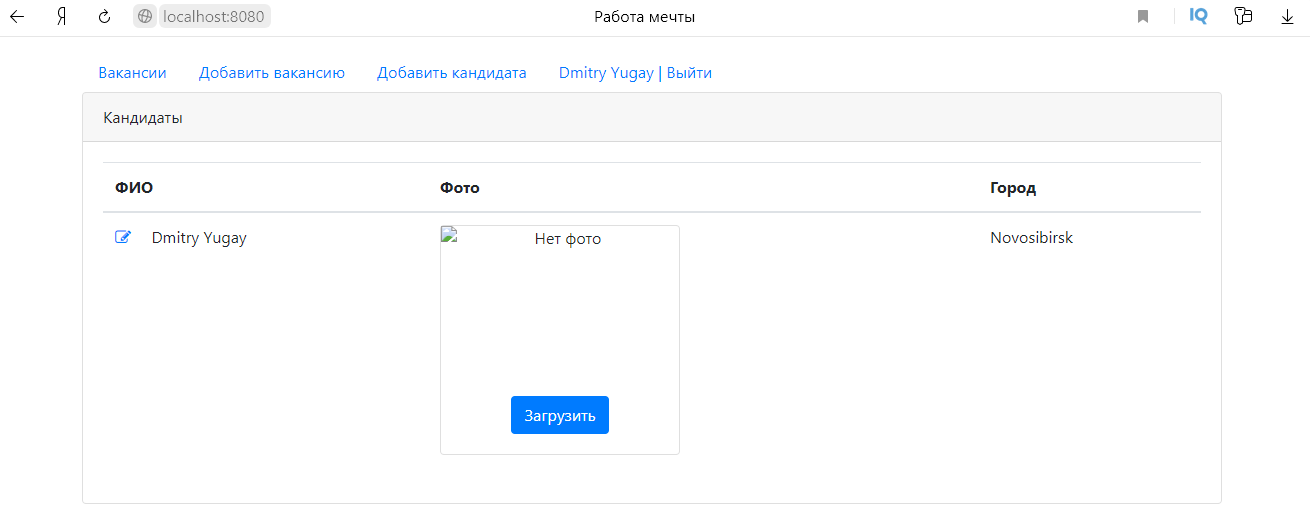 Я localhost:8080 Работа мечты IQ
Вакансии Добавить вакансию Добавить кандидата Dmitry Yugay | Выйти
Кандидаты
ФИО Фото Город
Dmitry Yugay Нет фото Novosibirsk
Загрузить